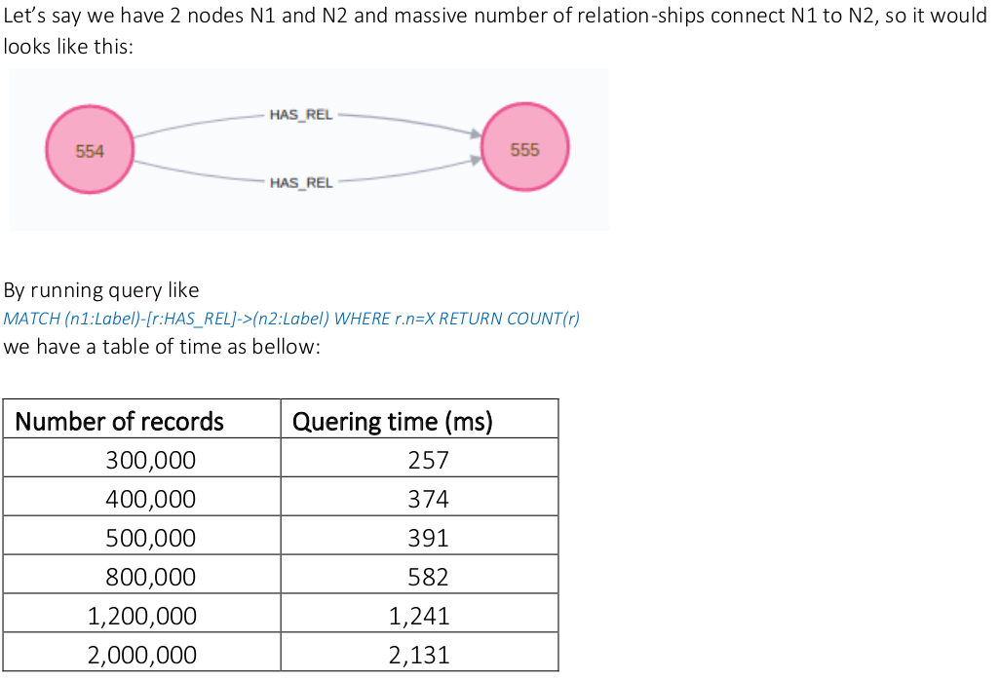 Let’s say we have 2 nodes N1 and N2 and massive number of relation-ships connect N1 to N2, so it would
looks like this:
HAS_REL
554
555
HAS_REL
By running query like
MATCH (n1:Label)-[r:HAS_REL]->(n2:Label) WHERE r.n=X RETURN COUNT(r)
we have a table of time as bellow:
Number of records Quering time (ms)
300,000 257
400,000 374
500,000 391
800,000 582
1,200,000 1,241
2,000,000 2,131